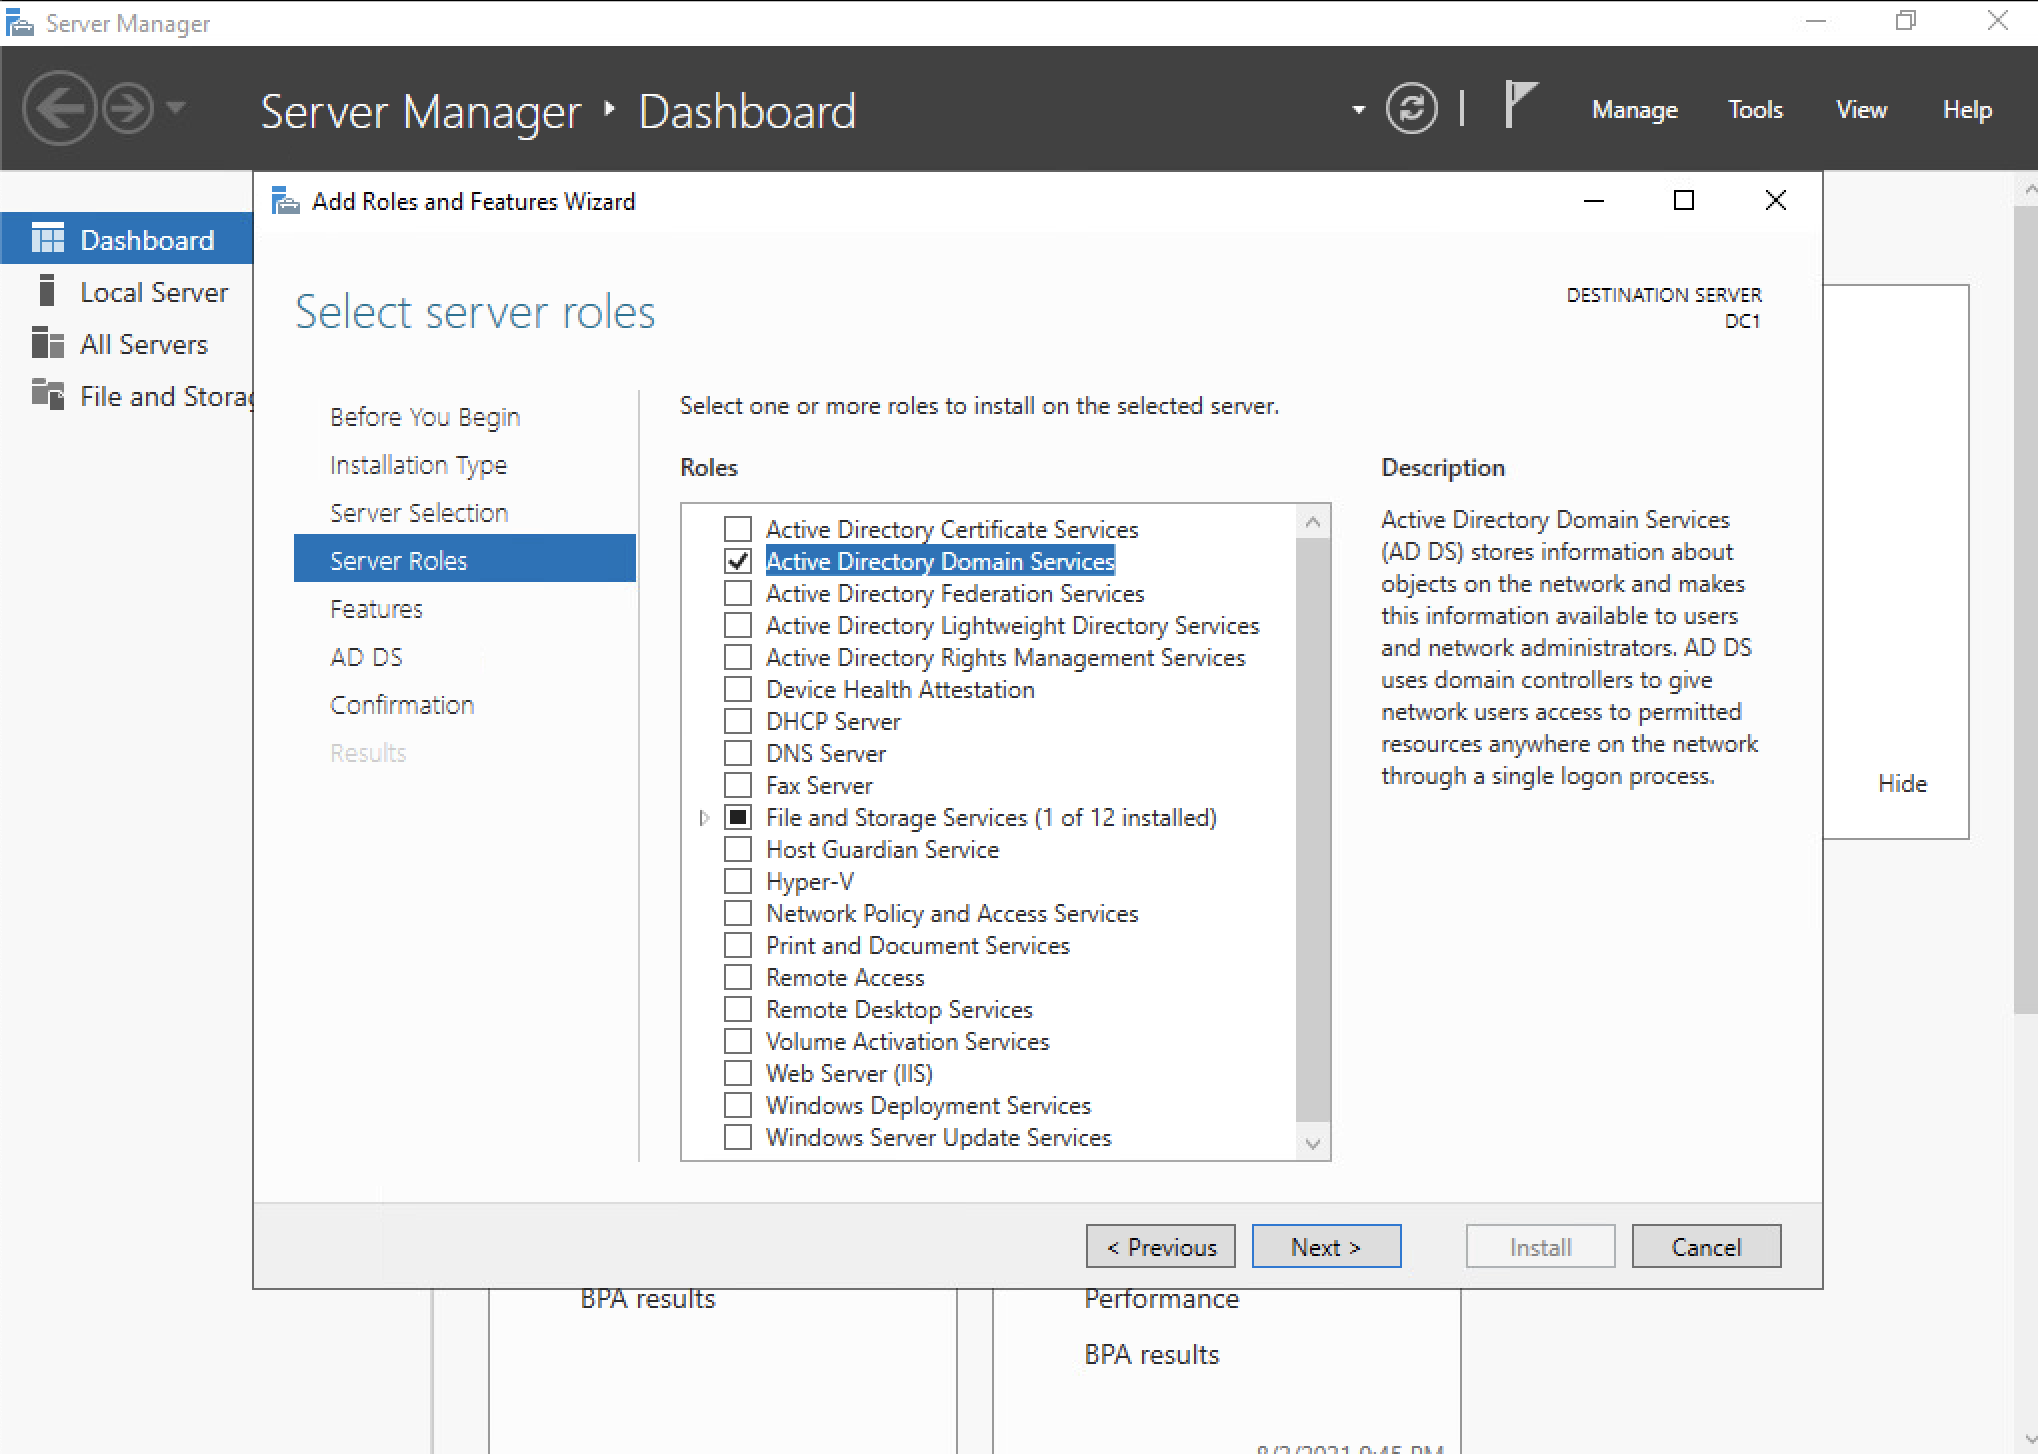 Server Manager
Server Manager ‣ Dashboard
Manage Tools View Help
Dashboard
Local Server
All Servers
File and Storag
Add Roles and Features Wizard
Select server roles
DESTINATION SERVER
DC1
Before You Begin
Installation Type
Server Selection
Server Roles
Features
AD DS
Confirmation
Results
Select one or more roles to install on the selected server.
Roles
Active Directory Certificate Services
Active Directory Domain Services
Active Directory Federation Services
Active Directory Lightweight Directory Services
Active Directory Rights Management Services
Device Health Attestation
DHCP Server
DNS Server
Fax Server
File and Storage Services (1 of 12 installed)
Host Guardian Service
Hyper-V
Network Policy and Access Services
Print and Document Services
Remote Access
Remote Desktop Services
Volume Activation Services
Web Server (IIS)
Windows Deployment Services
Windows Server Update Services
Description
Active Directory Domain Services
(AD DS) stores information about
objects on the network and makes
this information available to users
and network administrators. AD DS
uses domain controllers to give
network users access to permitted
resources anywhere on the network
through a single logon process.
Hide
< Previous
Next >
Install
Cancel
BPA results
Performance
BPA results
8/2/2021 9:45 PM